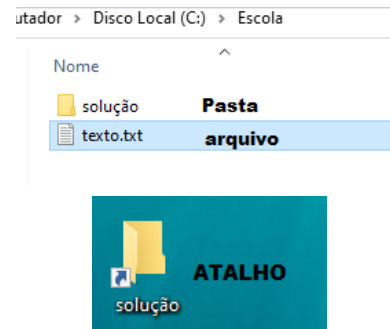 utador > Disco Local (C:) > Escola
Nome
solução Pasta
texto.txt arquivo
ATALHO
solução